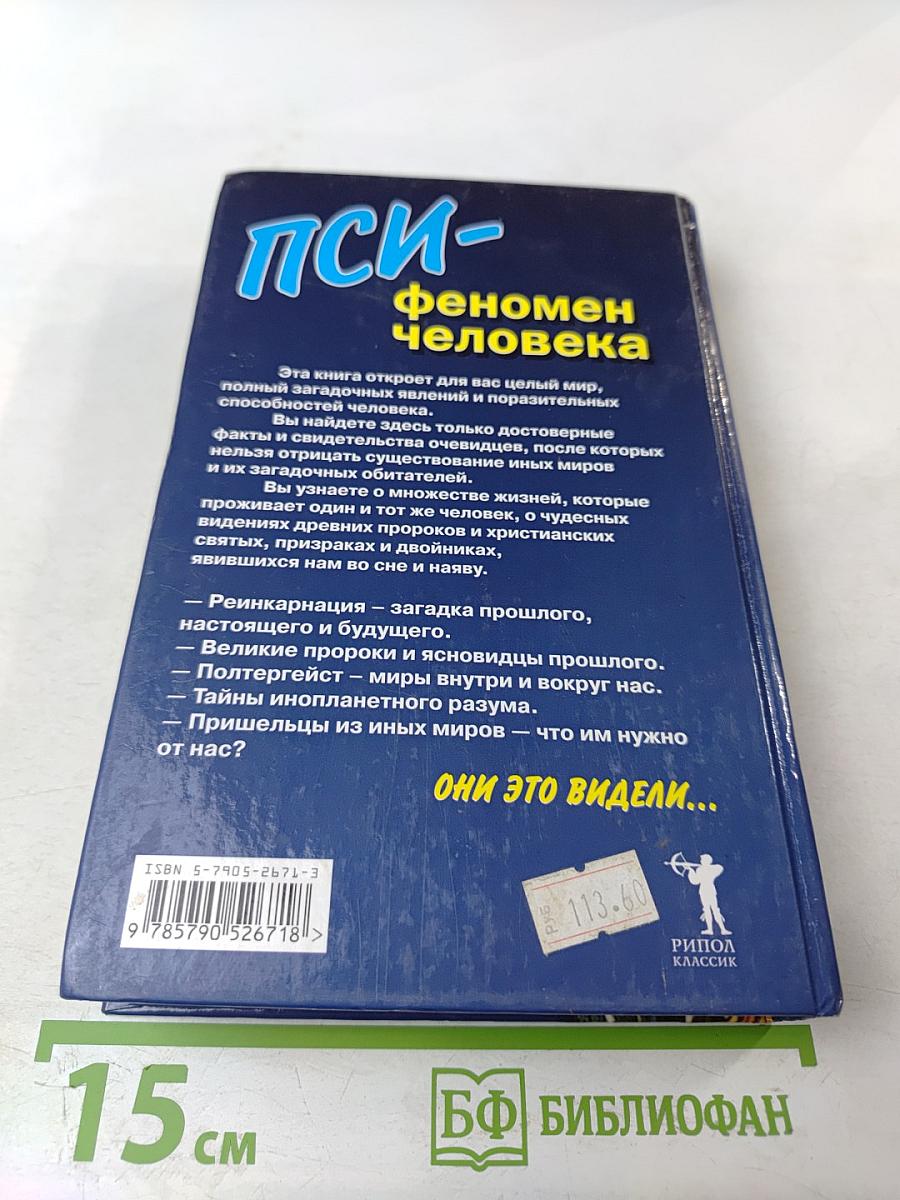 ПСИ-
феномен
человека
Эта книга откроет для вас целый мир,
полный загадочных явлений и поразительных
способностей человека.
Вы найдете здесь только достоверные
факты и свидетельства очевидцев, после которых
нельзя отрицать существование иных миров
и их загадочных обитателей.
Вы узнаете о множестве жизней, которые
проживает один и тот же человек, о чудесных
видениях древних пророков и христианских
святых, призраках и двойниках,
явившихся нам во сне и наяву.
— Реинкарнация – загадка прошлого,
настоящего и будущего.
— Великие пророки и ясновидцы прошлого.
— Полтергейст – миры внутри и вокруг нас.
— Тайны инопланетного разума.
— Пришельцы из иных миров — что им нужно
от нас?
ОНИ ЭТО ВИДЕЛИ...
ISBN 5-7905-2671-3
9 785790 526718 >
РУБ 113.60
РИПОЛ
КЛАССИК
15 см
БФ БИБЛИОФАН